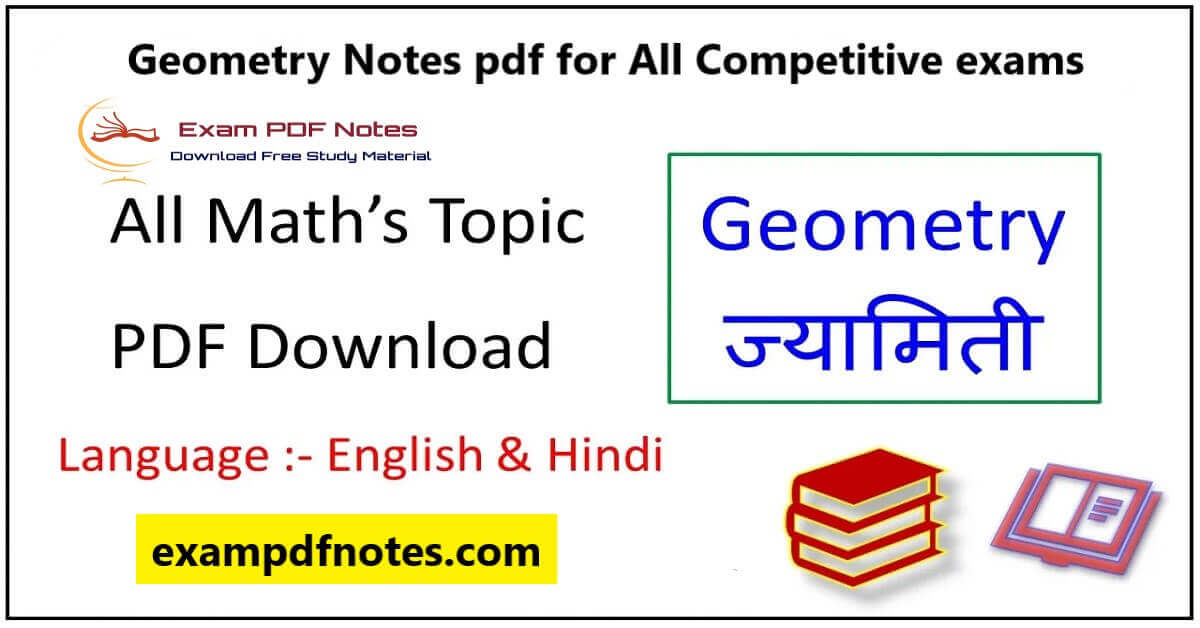 Geometry Notes pdf for All Competitive exams
Exam PDF Notes
Download Free Study Material
All Math’s Topic
PDF Download
Language :- English & Hindi
exampdfnotes.com
Geometry
ज्यामिती